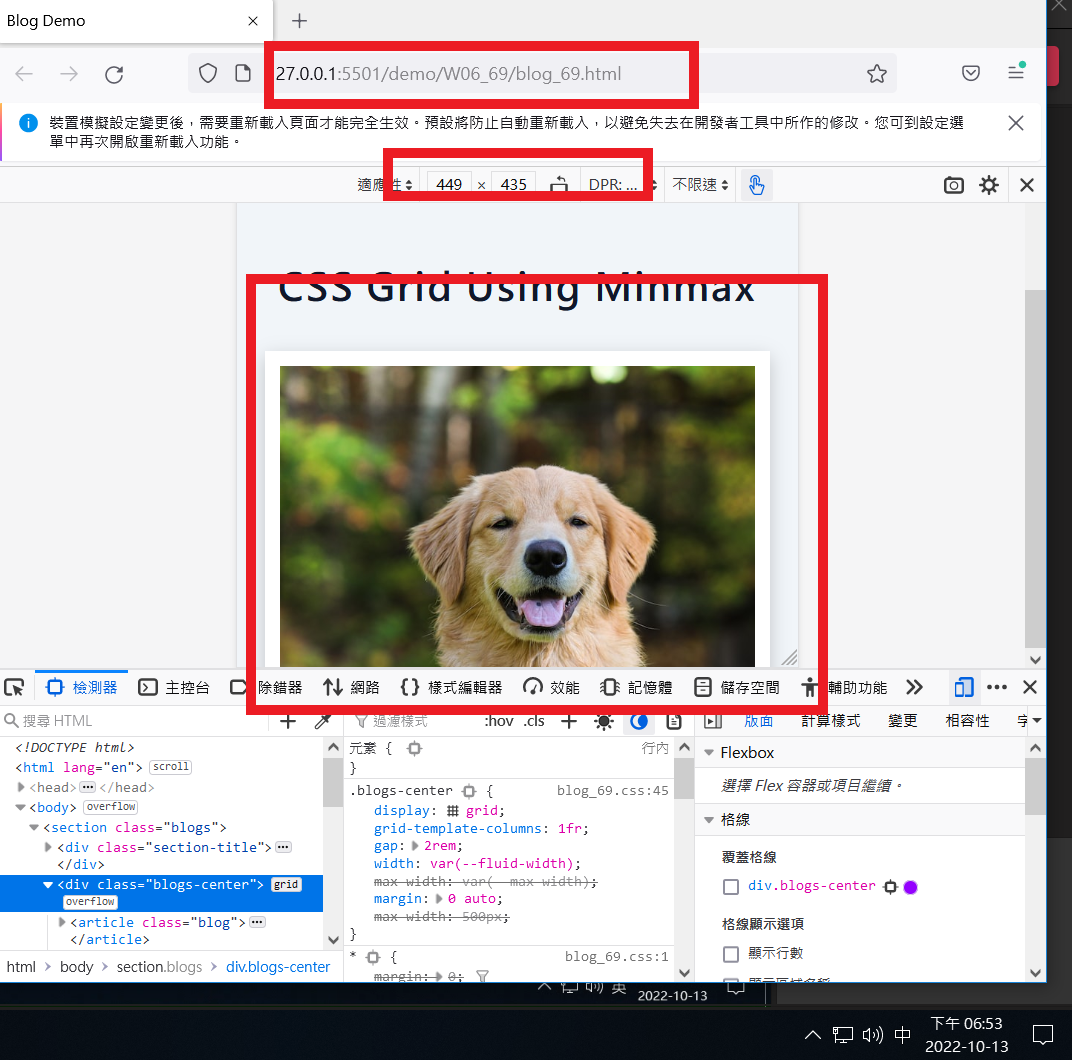 Blog Demo
27.0.0.1:5501/demo/W06_69/blog_69.html
裝置模擬設定變更後，需要重新載入頁面才能完全生效。預設將防止自動重新載入，以避免失去在開發者工具中所作的修改。您可到設定選
單中再次開啟重新載入功能。
適應性 449 × 435 DPR: ... 不限速
CSS Grid Using Minmax
檢測器 主控台 除錯器 網路 樣式編輯器 效能 記憶體 儲存空間 輔助功能
搜尋 HTML
過濾樣式 :hov .cls
版面 計算樣式 變更 相容性 字
<!DOCTYPE html>
<html lang="en"> scroll
<head> ••• </head>
<body> overflow
<section class="blogs">
<div class="section-title"> •••
</div>
<div class="blogs-center"> grid
overflow
<article class="blog"> •••
</article>
html > body > section.blogs > div.blogs-center
元素 { 行內
}
.blogs-center { blog_69.css:45
display: grid;
grid-template-columns: 1fr;
gap: 2rem;
width: var(--fluid-width);
max-width: var(--max-width);
margin: 0 auto;
max-width: 500px;
}
* { blog_69.css:1
margin: 0;
Flexbox
選擇 Flex 容器或項目繼續。
格線
覆蓋格線
div.blogs-center
格線顯示選項
顯示行數
顯示區域名稱
英
2022-10-13
中
下午 06:53
2022-10-13